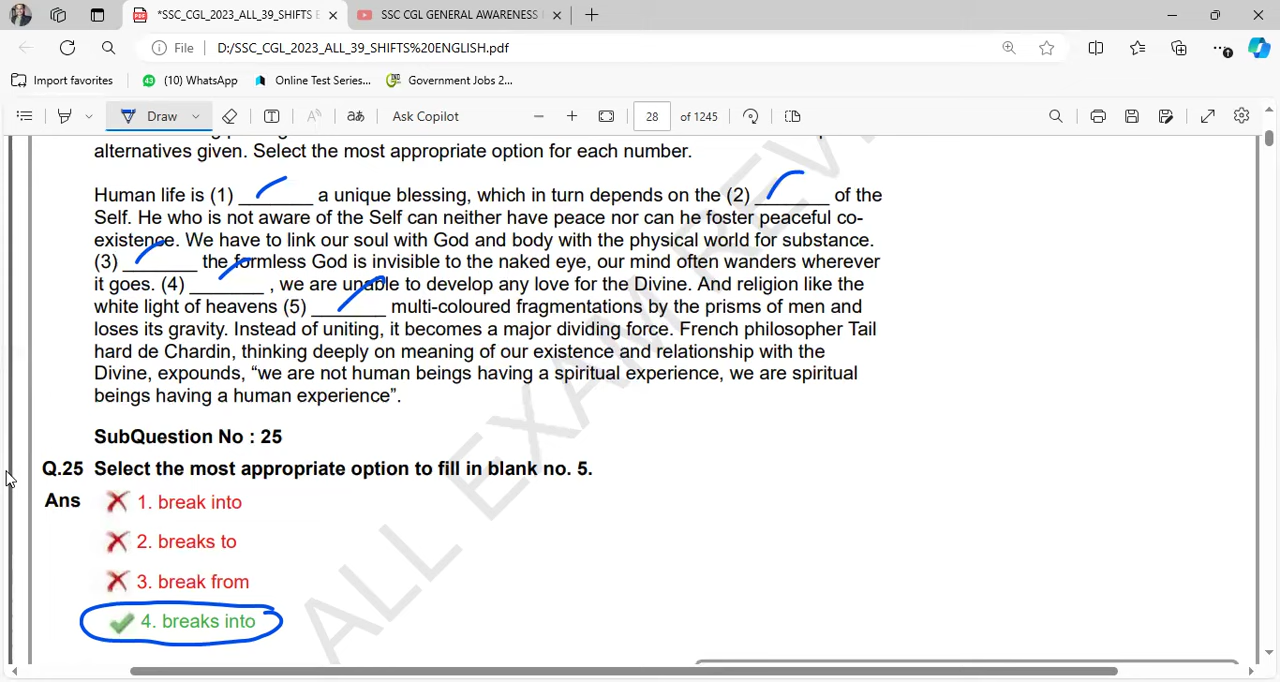 *SSC_CGL_2023_ALL_39_SHIFTS E
SSC CGL GENERAL AWARENESS
File D:/SSC_CGL_2023_ALL_39_SHIFTS%20ENGLISH.pdf
Import favorites
43 (10) WhatsApp
Online Test Series...
Government Jobs 2...
Draw
Ask Copilot
28 of 1245
alternatives given. Select the most appropriate option for each number.
Human life is (1) _______ a unique blessing, which in turn depends on the (2) _______ of the
Self. He who is not aware of the Self can neither have peace nor can he foster peaceful co-
existence. We have to link our soul with God and body with the physical world for substance.
(3) _______ the formless God is invisible to the naked eye, our mind often wanders wherever
it goes. (4) _______ , we are unable to develop any love for the Divine. And religion like the
white light of heavens (5) _______ multi-coloured fragmentations by the prisms of men and
loses its gravity. Instead of uniting, it becomes a major dividing force. French philosopher Tail
hard de Chardin, thinking deeply on meaning of our existence and relationship with the
Divine, expounds, “we are not human beings having a spiritual experience, we are spiritual
beings having a human experience”.
SubQuestion No : 25
Q.25 Select the most appropriate option to fill in blank no. 5.
Ans 1. break into
2. breaks to
3. break from
4. breaks into
ALL EXAM REVI